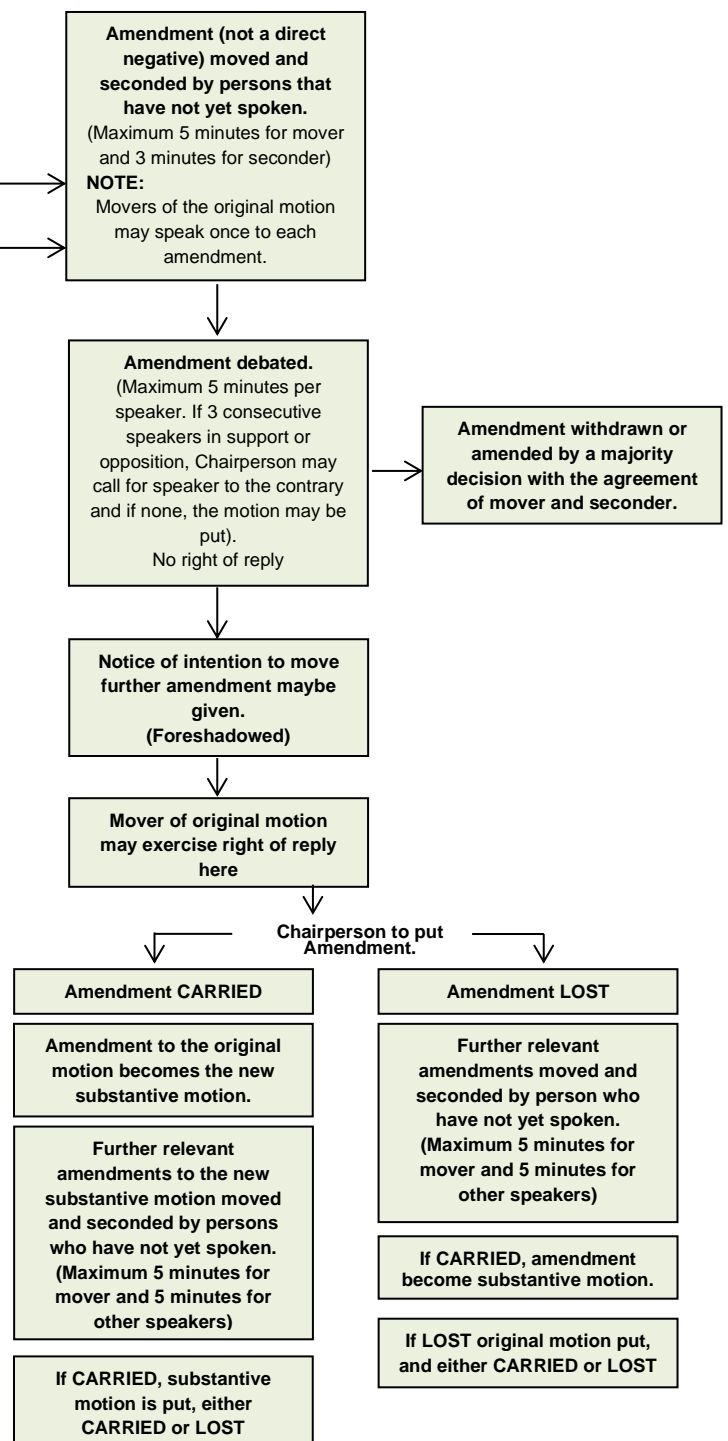 Amendment (not a direct
negative) moved and
seconded by persons that
have not yet spoken.
(Maximum 5 minutes for mover
and 3 minutes for seconder)
NOTE:
Movers of the original motion
may speak once to each
amendment.
Amendment debated.
(Maximum 5 minutes per
speaker. If 3 consecutive
speakers in support or
opposition, Chairperson may
call for speaker to the contrary
and if none, the motion may be
put).
No right of reply
Amendment withdrawn or
amended by a majority
decision with the agreement
of mover and seconder.
Notice of intention to move
further amendment maybe
given.
(Foreshadowed)
Mover of original motion
may exercise right of reply
here
Chairperson to put
Amendment.
Amendment CARRIED
Amendment to the original
motion becomes the new
substantive motion.
Further relevant
amendments to the new
substantive motion moved
and seconded by persons
who have not yet spoken.
(Maximum 5 minutes for
mover and 5 minutes for
other speakers)
If CARRIED, substantive
motion is put, either
CARRIED or LOST
Amendment LOST
Further relevant
amendments moved and
seconded by person who
have not yet spoken.
(Maximum 5 minutes for
mover and 5 minutes for
other speakers)
If CARRIED, amendment
become substantive motion.
If LOST original motion put,
and either CARRIED or LOST